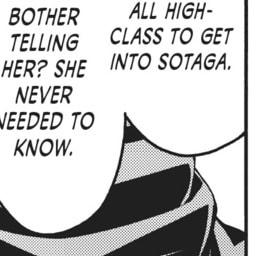 ALL HIGH-
CLASS TO GET
INTO SOTAGA.
BOTHER
TELLING
HER? SHE
NEVER
NEEDED TO
KNOW.